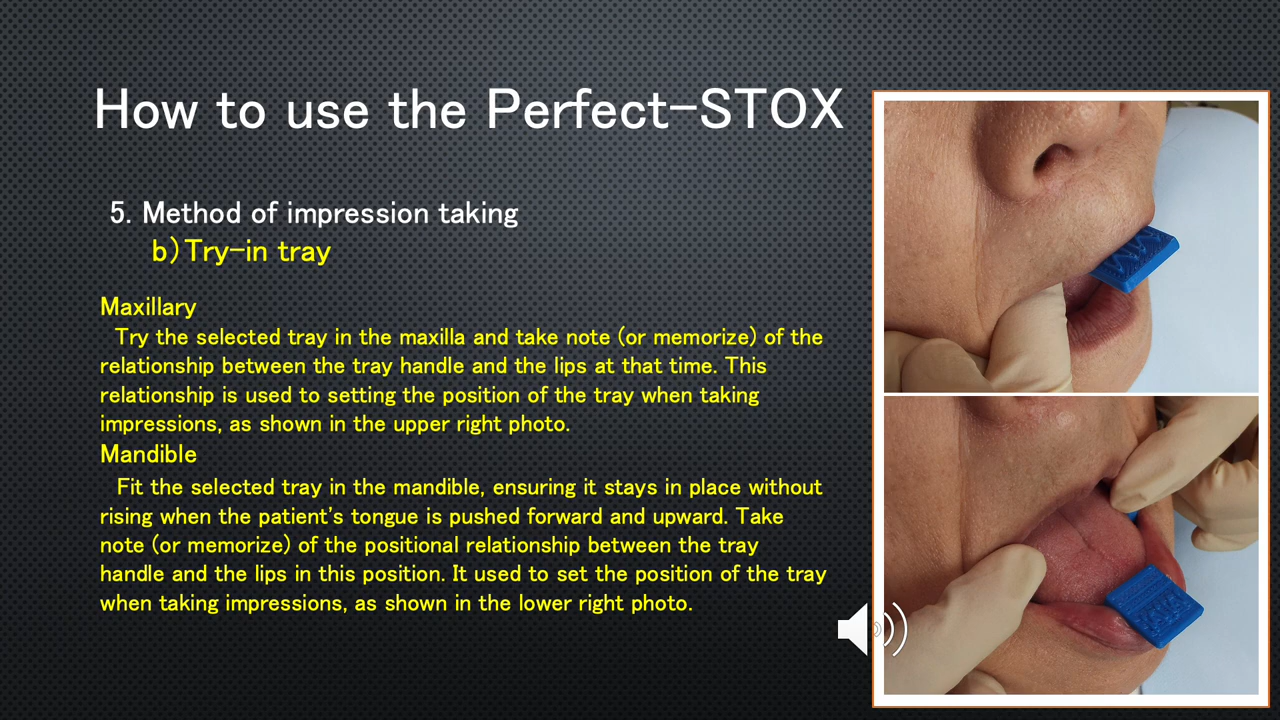 How to use the Perfect-STOX
5. Method of impression taking
b) Try-in tray
Maxillary
Try the selected tray in the maxilla and take note (or memorize) of the
relationship between the tray handle and the lips at that time. This
relationship is used to setting the position of the tray when taking
impressions, as shown in the upper right photo.
Mandible
Fit the selected tray in the mandible, ensuring it stays in place without
rising when the patient's tongue is pushed forward and upward. Take
note (or memorize) of the positional relationship between the tray
handle and the lips in this position. It used to set the position of the tray
when taking impressions, as shown in the lower right photo.